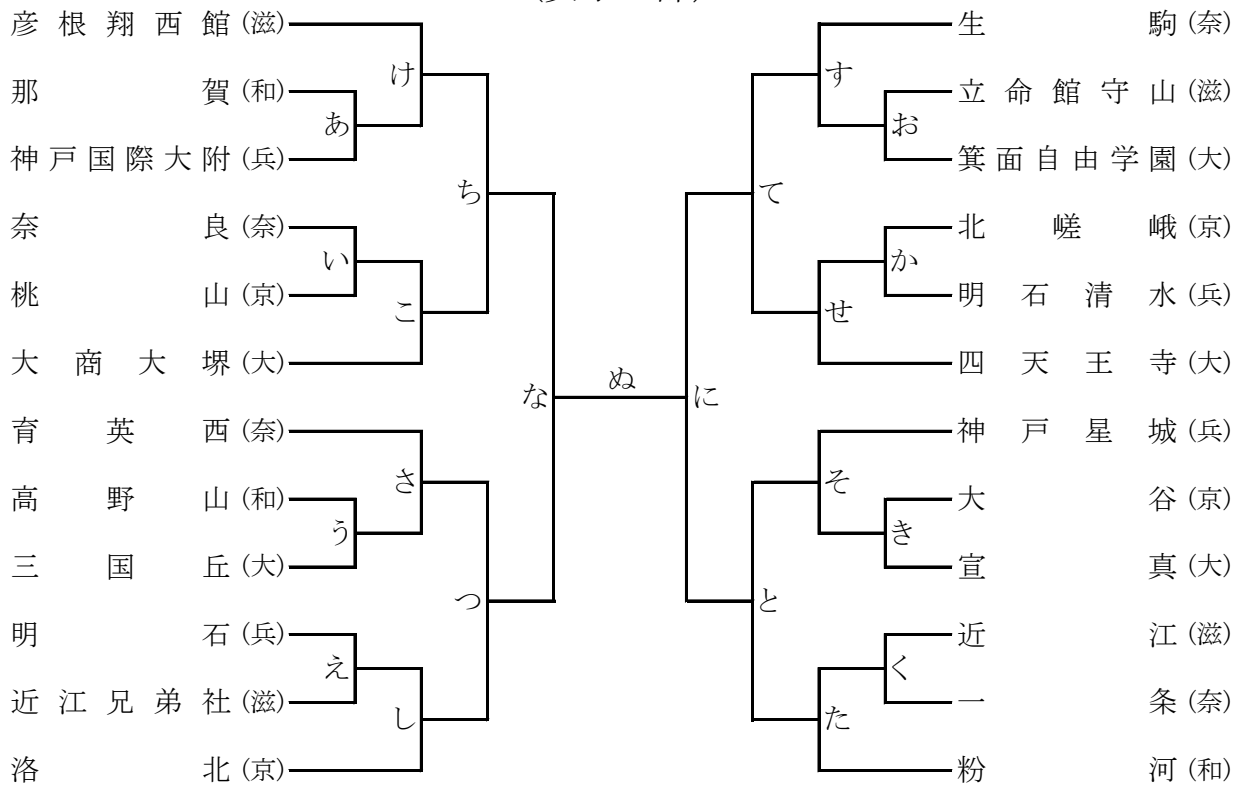 彦根翔西館(滋)
け
那賀(和)
あ
神戸国際大附(兵)
ち
奈良(奈)
い
桃山(京)
こ
大商大堺(大)
な
育英西(奈)
さ
高野山(和)
う
三国丘(大)
つ
明石(兵)
え
近江兄弟社(滋)
し
洛北(京)
ぬ
生駒(奈)
す
立命館守山(滋)
お
箕面自由学園(大)
て
北嵯峨(京)
か
明石清水(兵)
せ
四天王寺(大)
に
神戸星城(兵)
そ
大谷(京)
き
宣真(大)
と
近江(滋)
く
一条(奈)
た
粉河(和)